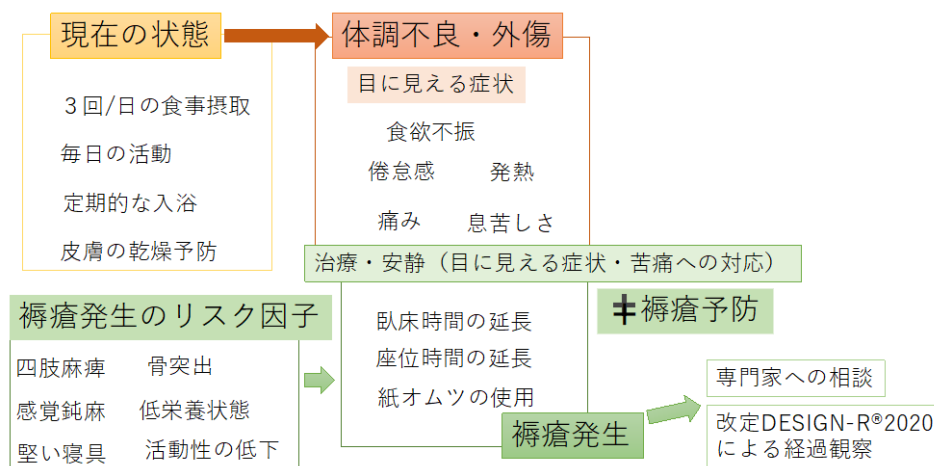 現在の状態
３回/日の食事摂取
毎日の活動
定期的な入浴
皮膚の乾燥予防
体調不良・外傷
目に見える症状
食欲不振
倦怠感 発熱
痛み 息苦しさ
治療・安静（目に見える症状・苦痛への対応）
褥瘡発生のリスク因子
四肢麻痺 骨突出
感覚鈍麻 低栄養状態
堅い寝具 活動性の低下
臥床時間の延長
座位時間の延長
紙オムツの使用
褥瘡予防
褥瘡発生
専門家への相談
改定DESIGN-R®2020
による経過観察